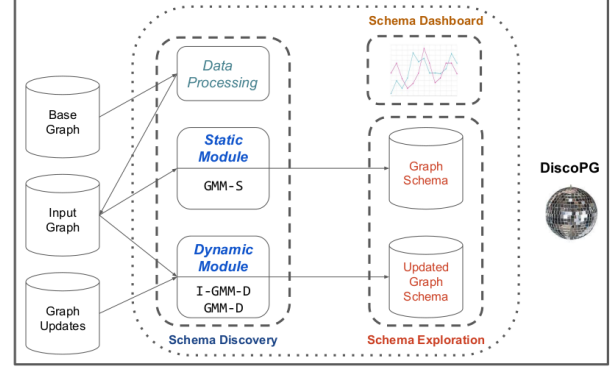 Schema Dashboard
Data
Processing
Base
Graph
Static
Module
GMM-S
Graph
Schema
DiscoPG
Input
Graph
Dynamic
Module
I-GMM-D
GMM-D
Updated
Graph
Schema
Graph
Updates
Schema Discovery
Schema Exploration